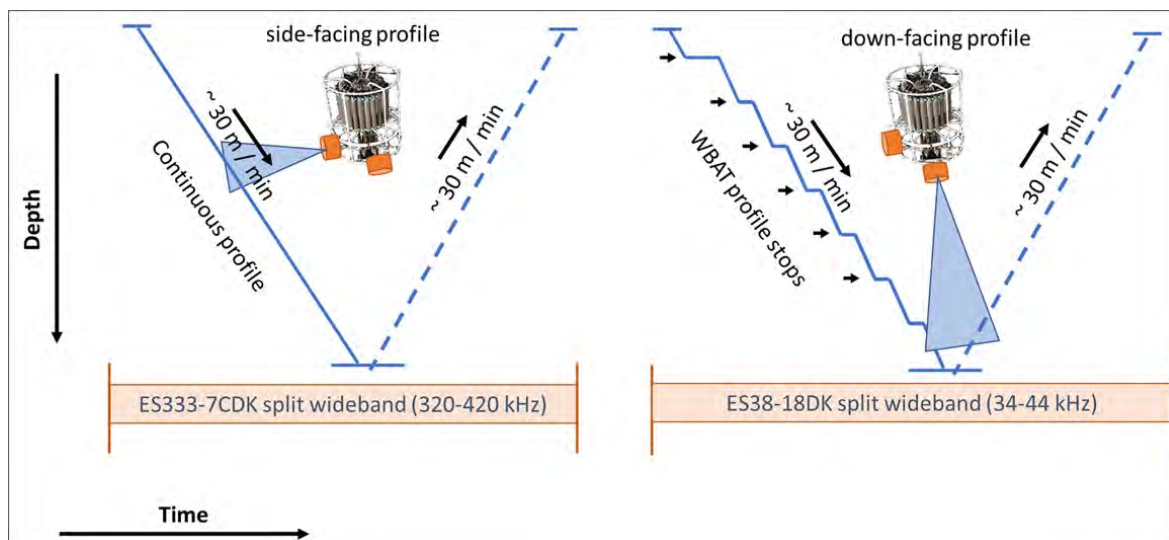 side-facing profile
~ 30 m / min
Continuous profile
~ 30 m / min
Depth
ES333-7CDK split wideband (320-420 kHz)
down-facing profile
~ 30 m / min
WBAT profile stops
~ 30 m / min
ES38-18DK split wideband (34-44 kHz)
Time